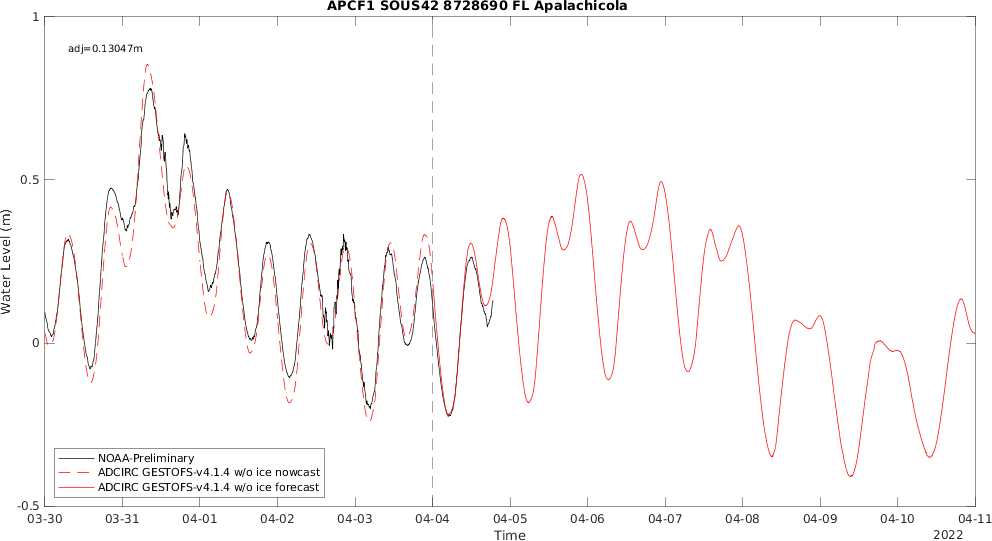 APCF1 SOUS42 8728690 FL Apalachicola
1
adj=0.13047m
0.5
Water Level (m)
0
NOAA-Preliminary
ADCIRC GESTOFS-v4.1.4 w/o ice nowcast
ADCIRC GESTOFS-v4.1.4 w/o ice forecast
-0.5
03-30 03-31 04-01 04-02 04-03 04-04 04-05 04-06 04-07 04-08 04-09 04-10 04-11
Time
2022